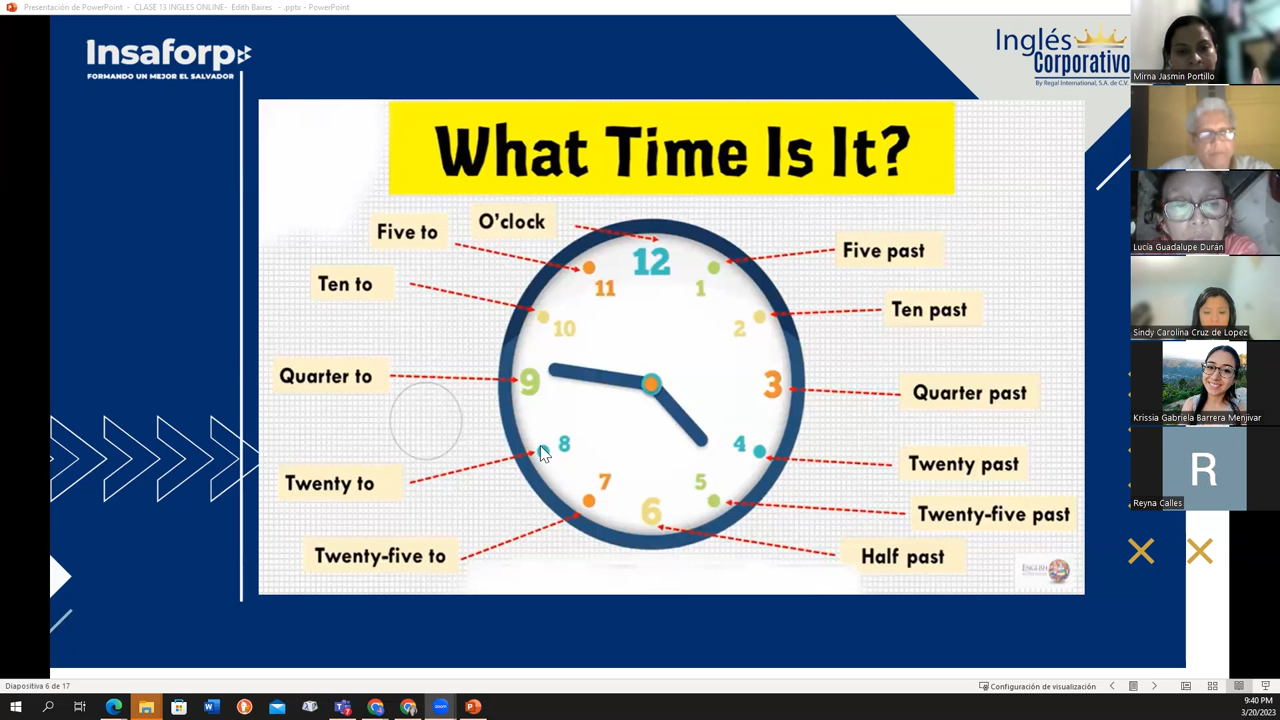 Presentación de PowerPoint - CLASE 13 INGLES ONLINE- Edith Baires - .pptx - PowerPoint
Insaforp
FORMANDO UN MEJOR EL SALVADOR
Inglés
Corporativo
By Regal International, S.A. de C.V.
What Time Is It?
O'clock
Five to
Five past
Ten to
Ten past
Quarter to
Quarter past
Twenty to
Twenty past
Twenty-five to
Twenty-five past
Half past
12
11
1
10
2
9
3
8
4
7
5
6
ENGLISH
Mirna Jasmin Portillo
Lucía Guadalupe Durán
Sindy Carolina Cruz de Lopez
Krissia Gabriela Barrera Menjivar
R
Reyna Calles
Diapositiva 6 de 17
Configuración de visualización
9:40 PM
3/20/2023